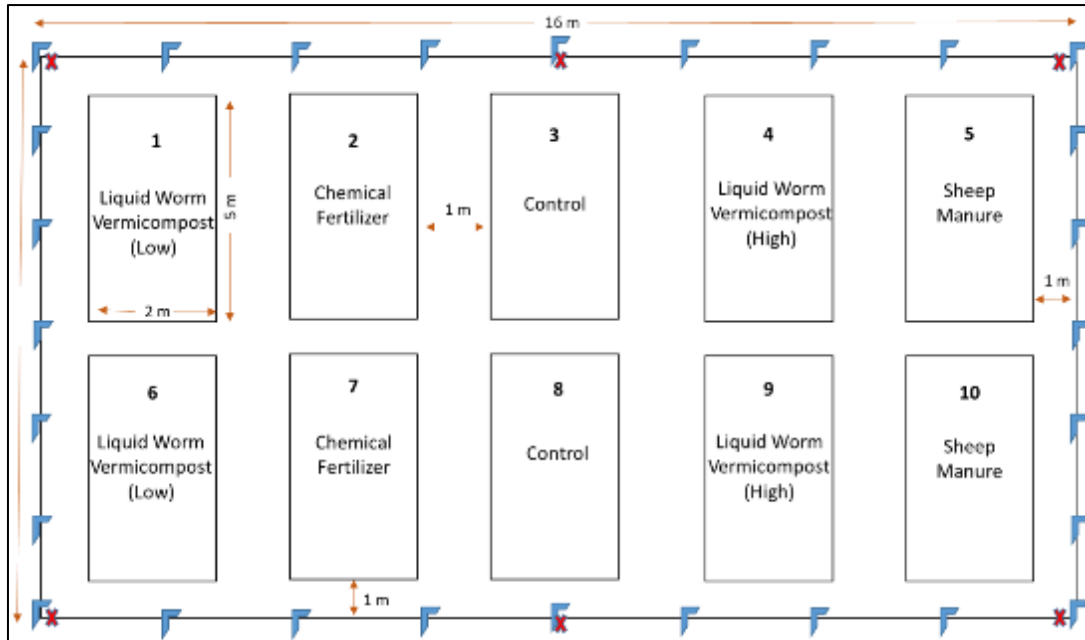 16 m
1
Liquid Worm
Vermicompost
(Low)
5 m
2 m
2
Chemical
Fertilizer
1 m
3
Control
4
Liquid Worm
Vermicompost
(High)
5
Sheep
Manure
1 m
6
Liquid Worm
Vermicompost
(Low)
7
Chemical
Fertilizer
1 m
8
Control
9
Liquid Worm
Vermicompost
(High)
10
Sheep
Manure